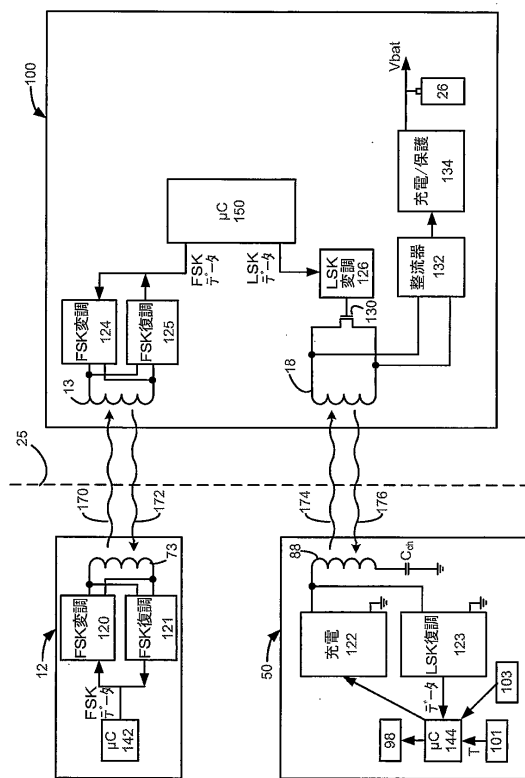 100
25
12
13
FSK変調
124
FSK復調
125
FSK
データ
μC
150
LSK
データ
LSK
変調
126
130
18
整流器
132
充電/保護
134
Vbat
26
170
172
174
176
73
FSK変調
120
FSK復調
121
FSK
データ
μC
142
50
88
Cch
充電
122
LSK復調
123
データ
μC
144
98
T
101
103